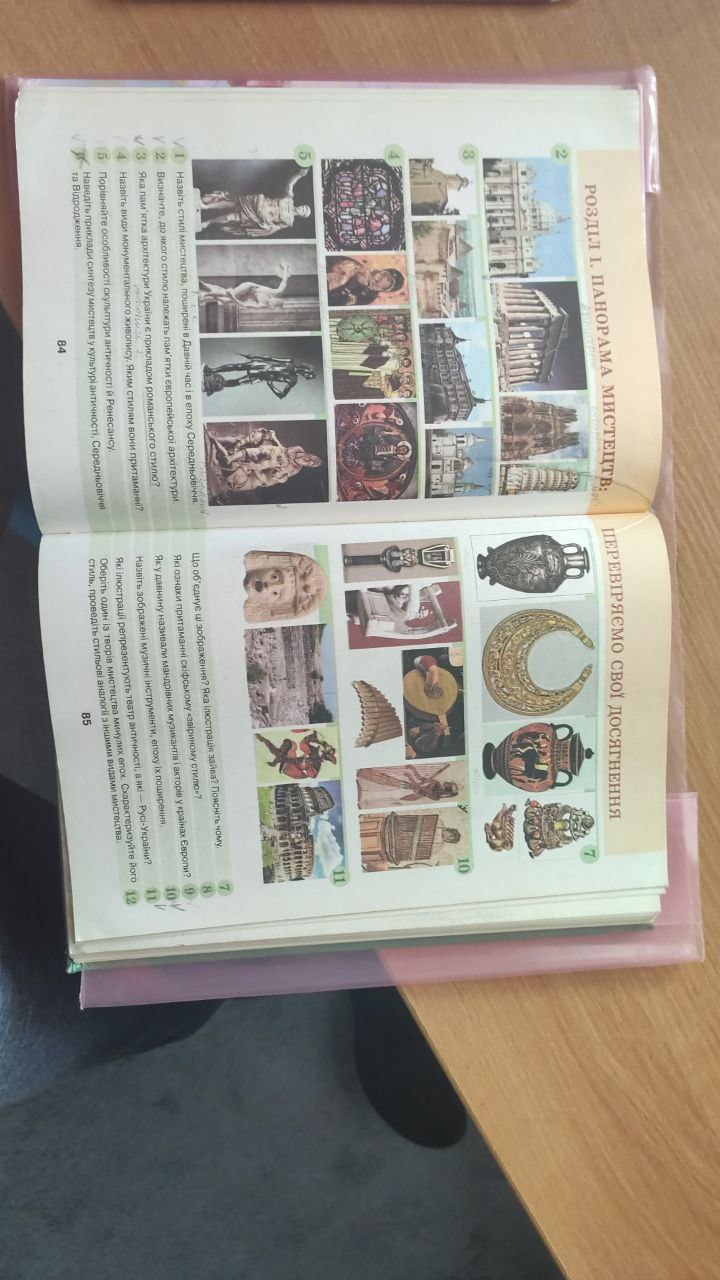 РОЗДІЛ І. ПАНОРАМА МИСТЕЦТВ:
2
3
4
5
1 Назвіть стилі мистецтва, поширені в Давній час і в епоху Середньовіччя.
2 Визначте, до якого стилю належать пам'ятки європейської архітектури.
3 Яка пам'ятка архітектури України є прикладом романського стилю?
4 Назвіть види монументального живопису. Яким стилям вони притаманні?
5 Порівняйте особливості скульптури античності й Ренесансу.
Наведіть приклади синтезу мистецтв у культурі античності, Середньовіччя
та Відродження.
84
ПЕРЕВІРЯЄМО СВОЇ ДОСЯГНЕННЯ
7
10
11
Що об'єднує ці зображення? Яка ілюстрація зайва? Поясніть чому. 7
Які ознаки притаманні скіфському «звіриному стилю»? 8
Як у давнину називали мандрівних музикантів і акторів у країнах Європи? 9
Назвіть зображені музичні інструменти, епоху їх поширення. 10
Які ілюстрації репрезентують театр античності, а які — Русі-України? 11
Оберіть один із творів мистецтва минулих епох. Схарактеризуйте його 12
стиль, проведіть стильові аналогії з іншими видами мистецтва.
85